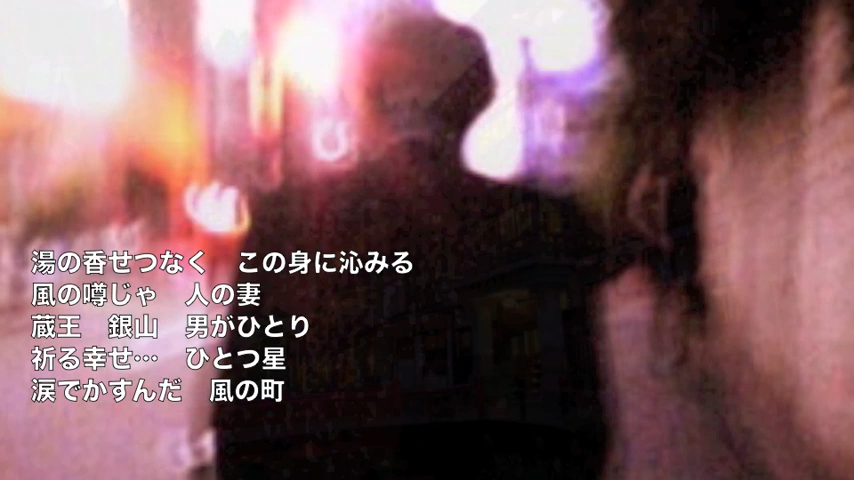 湯の香せつなく　この身に沁みる
風の噂じゃ　人の妻
蔵王　銀山　男がひとり
祈る幸せ…　ひとつ星
涙でかすんだ　風の町